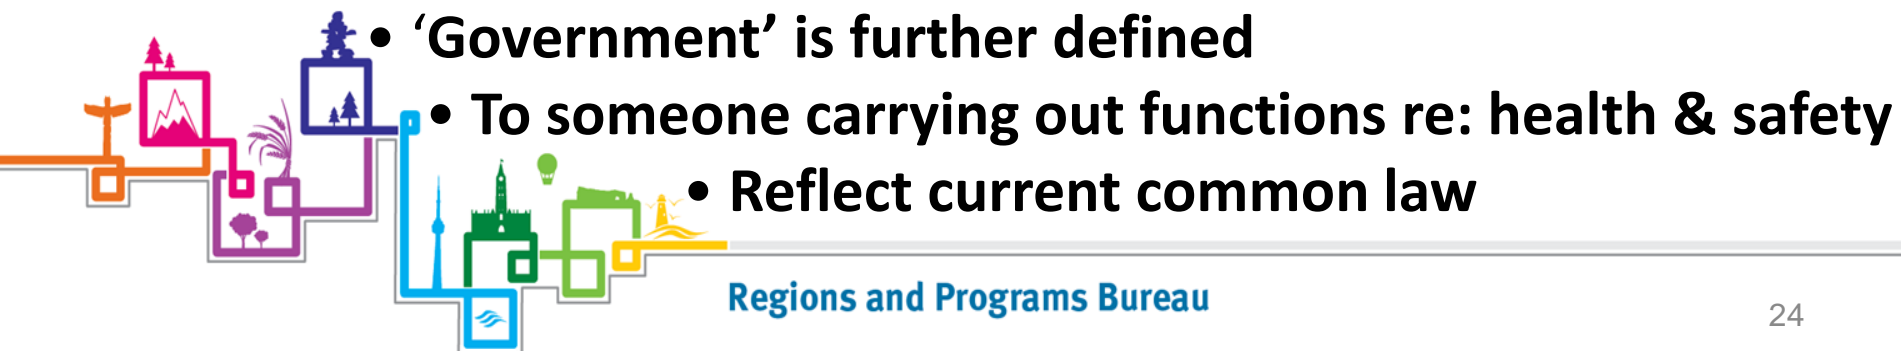 • ‘Government’ is further defined
• To someone carrying out functions re: health & safety
• Reflect current common law
Regions and Programs Bureau
24